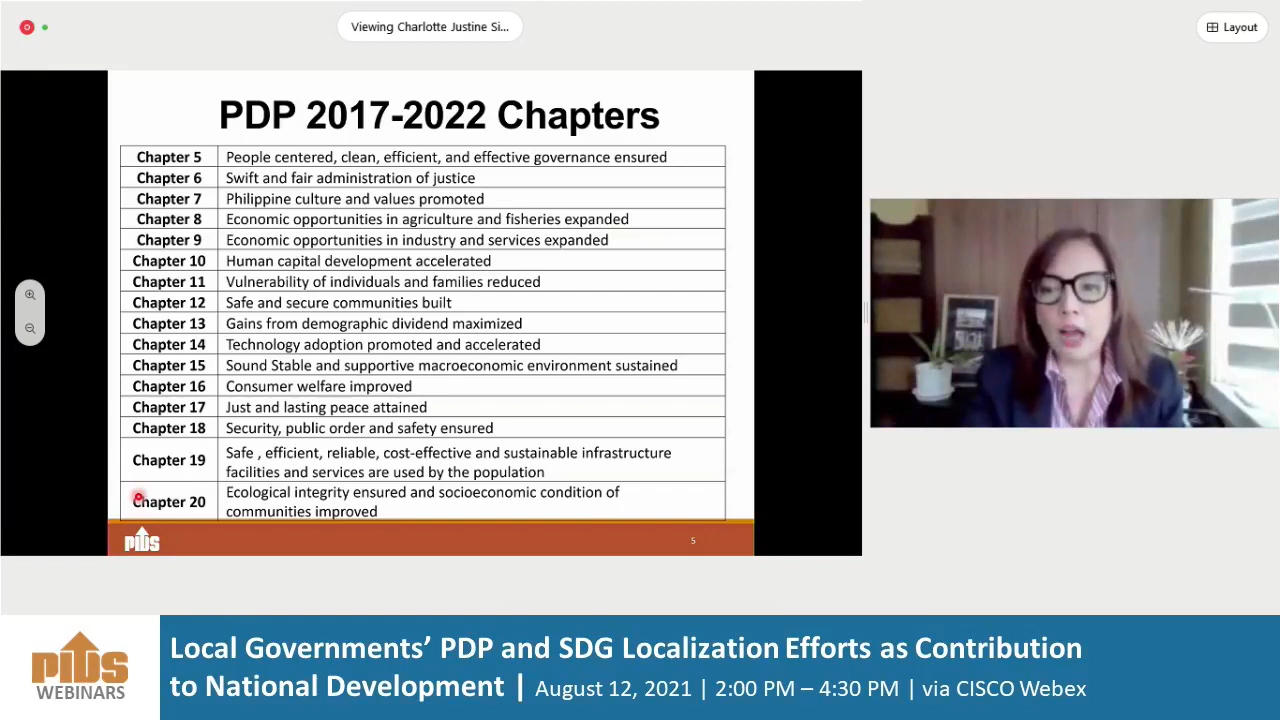 Viewing Charlotte Justine Si...
Layout
PDP 2017-2022 Chapters
Chapter 5 People centered, clean, efficient, and effective governance ensured
Chapter 6 Swift and fair administration of justice
Chapter 7 Philippine culture and values promoted
Chapter 8 Economic opportunities in agriculture and fisheries expanded
Chapter 9 Economic opportunities in industry and services expanded
Chapter 10 Human capital development accelerated
Chapter 11 Vulnerability of individuals and families reduced
Chapter 12 Safe and secure communities built
Chapter 13 Gains from demographic dividend maximized
Chapter 14 Technology adoption promoted and accelerated
Chapter 15 Sound Stable and supportive macroeconomic environment sustained
Chapter 16 Consumer welfare improved
Chapter 17 Just and lasting peace attained
Chapter 18 Security, public order and safety ensured
Chapter 19 Safe , efficient, reliable, cost-effective and sustainable infrastructure
facilities and services are used by the population
Chapter 20 Ecological integrity ensured and socioeconomic condition of
communities improved
pids
5
pids
WEBINARS
Local Governments’ PDP and SDG Localization Efforts as Contribution
to National Development | August 12, 2021 | 2:00 PM – 4:30 PM | via CISCO Webex